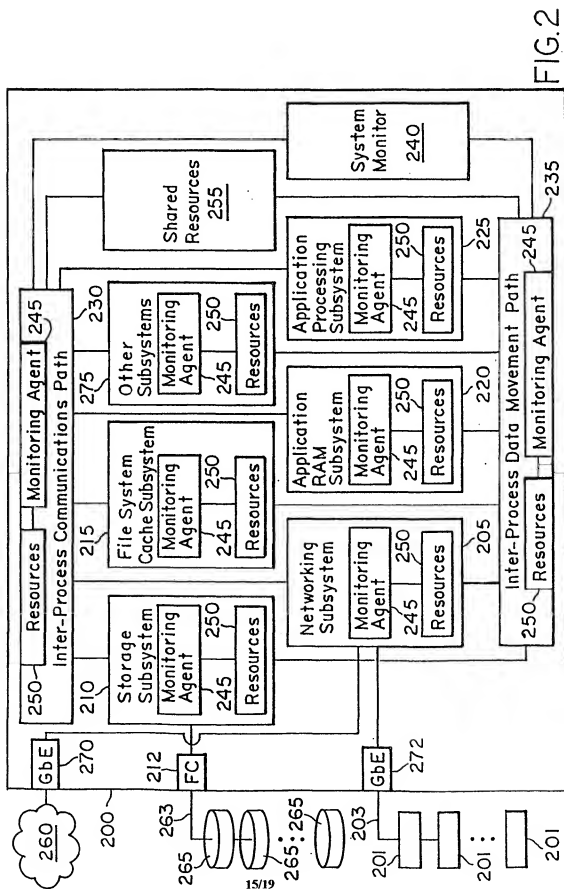 FIG. 2
Inter-Process Communications Path
230
Resources
250
Monitoring Agent
245
Shared
Resources
255
System
Monitor
240
Storage
Subsystem
210
Monitoring
Agent
245
Resources
250
File System
Cache Subsystem
215
Monitoring
Agent
245
Resources
250
Other
Subsystems
275
Monitoring
Agent
245
Resources
250
Networking
Subsystem
205
Monitoring
Agent
245
Resources
250
Application
RAM
Subsystem
220
Monitoring
Agent
245
Resources
250
Application
Processing
Subsystem
225
Monitoring
Agent
245
Resources
250
Inter-Process Data Movement Path
235
Resources
250
Monitoring Agent
245
GbE
270
FC
212
GbE
272
260
200
263
265
265
265
203
201
201
201
15/19